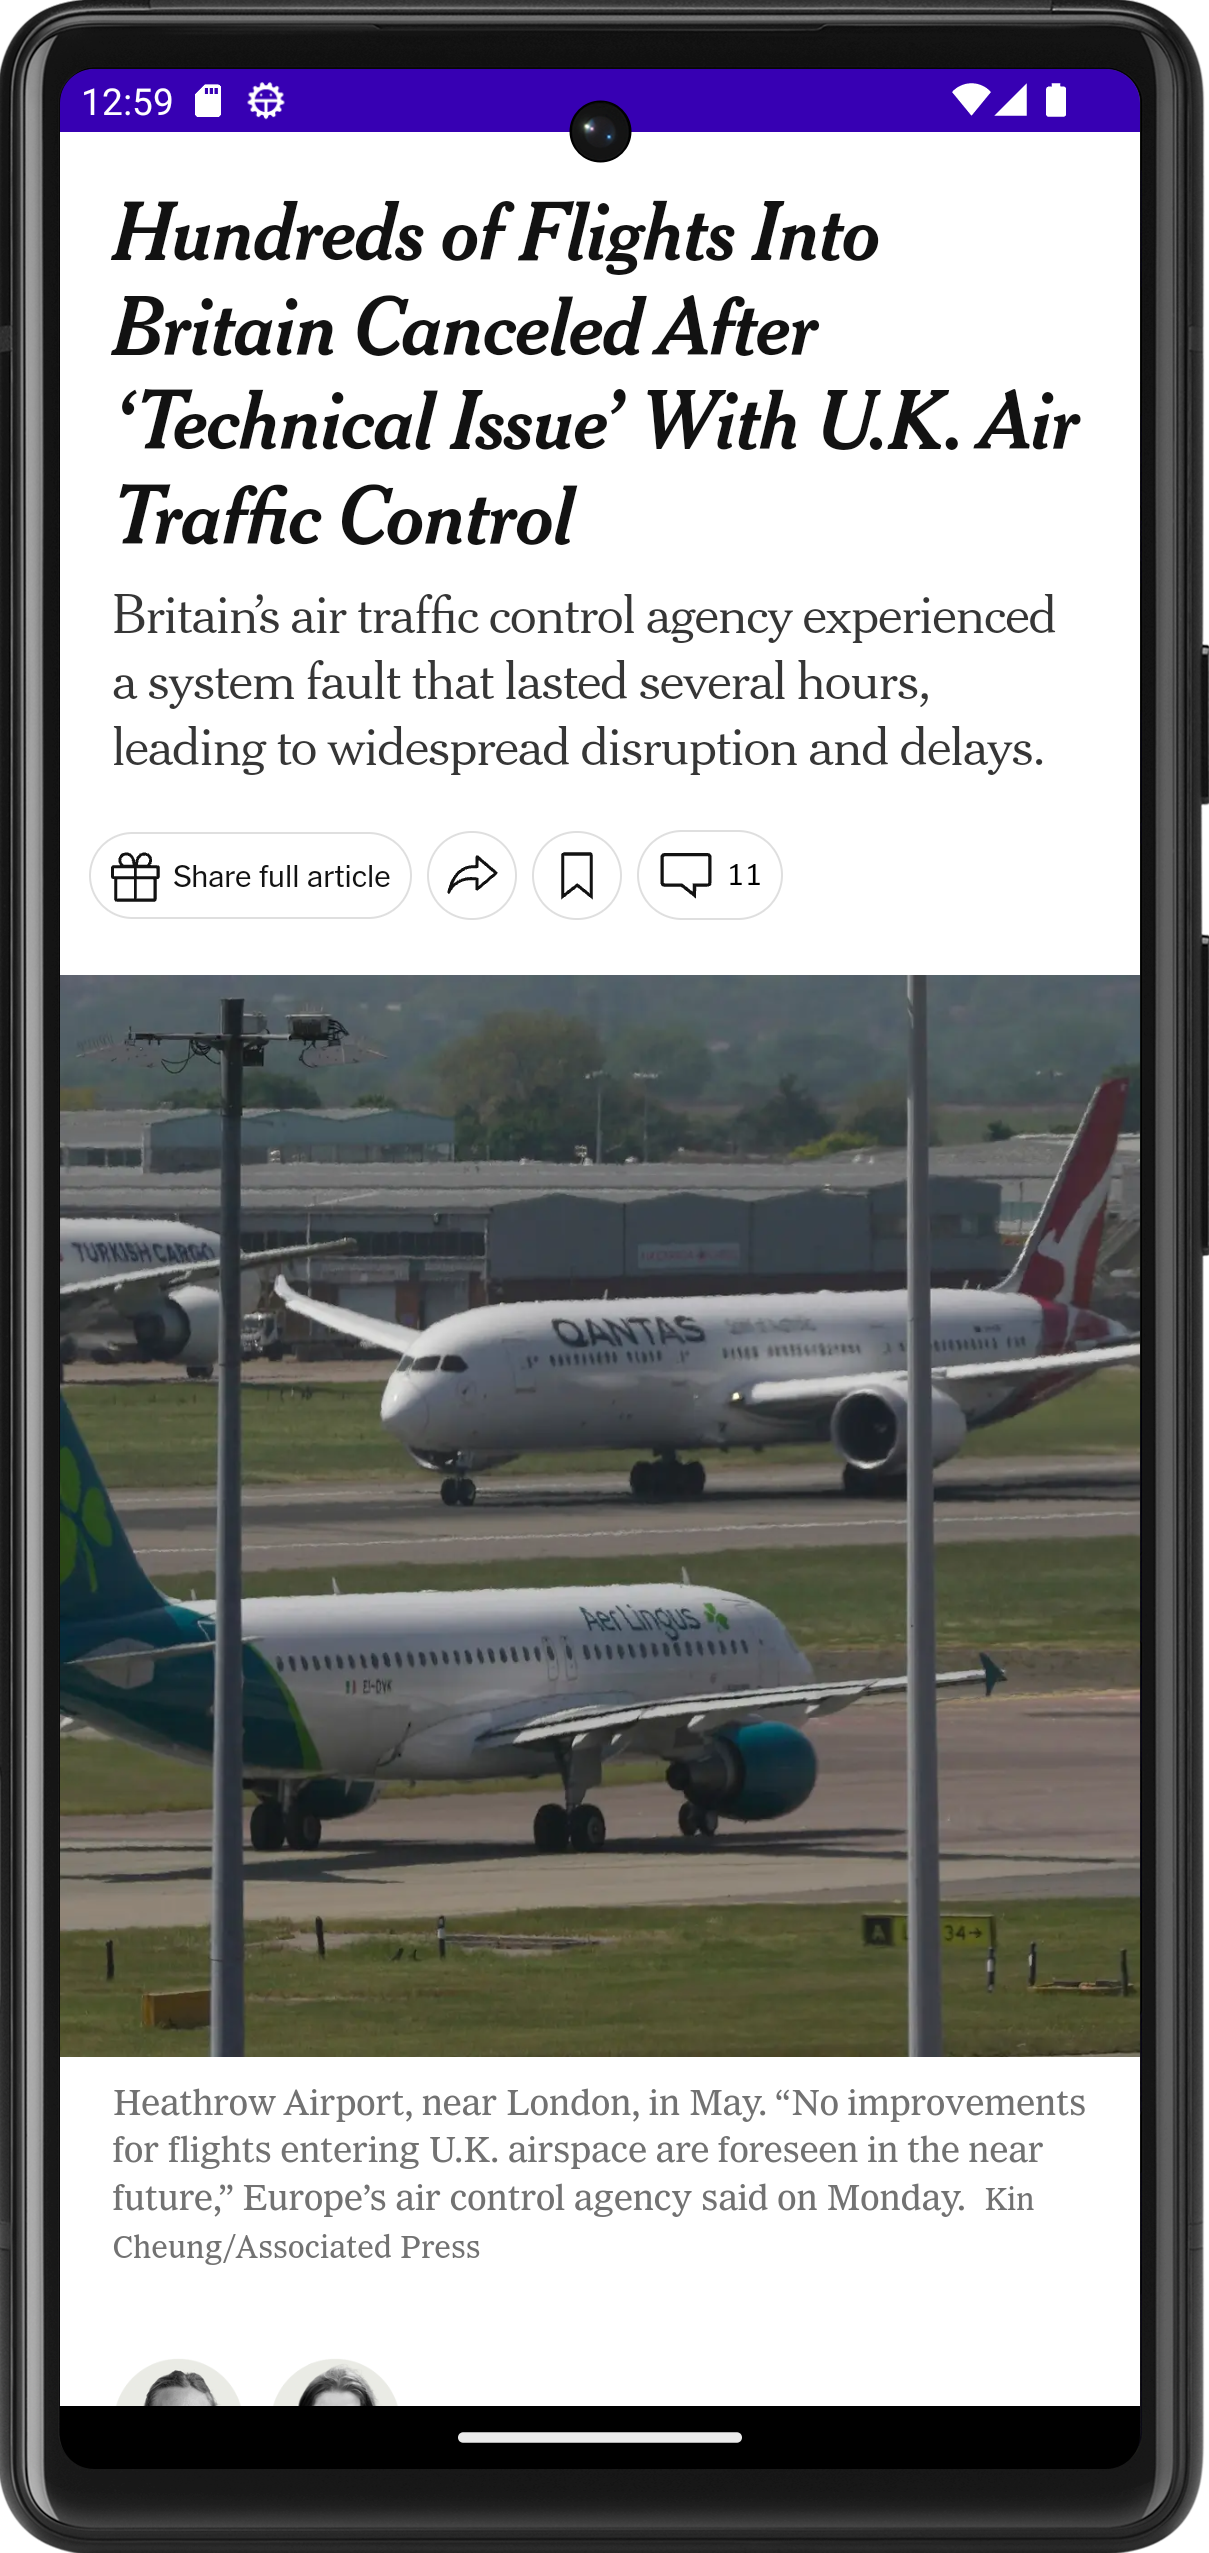 12:59
Hundreds of Flights Into
Britain Canceled After
‘Technical Issue’ With U.K. Air
Traffic Control
Britain’s air traffic control agency experienced
a system fault that lasted several hours,
leading to widespread disruption and delays.
Share full article
11
TURKISH CARGO
QANTAS
AerLingus
EI-DVK
A
34→
Heathrow Airport, near London, in May. “No improvements
for flights entering U.K. airspace are foreseen in the near
future,” Europe’s air control agency said on Monday. Kin
Cheung/Associated Press